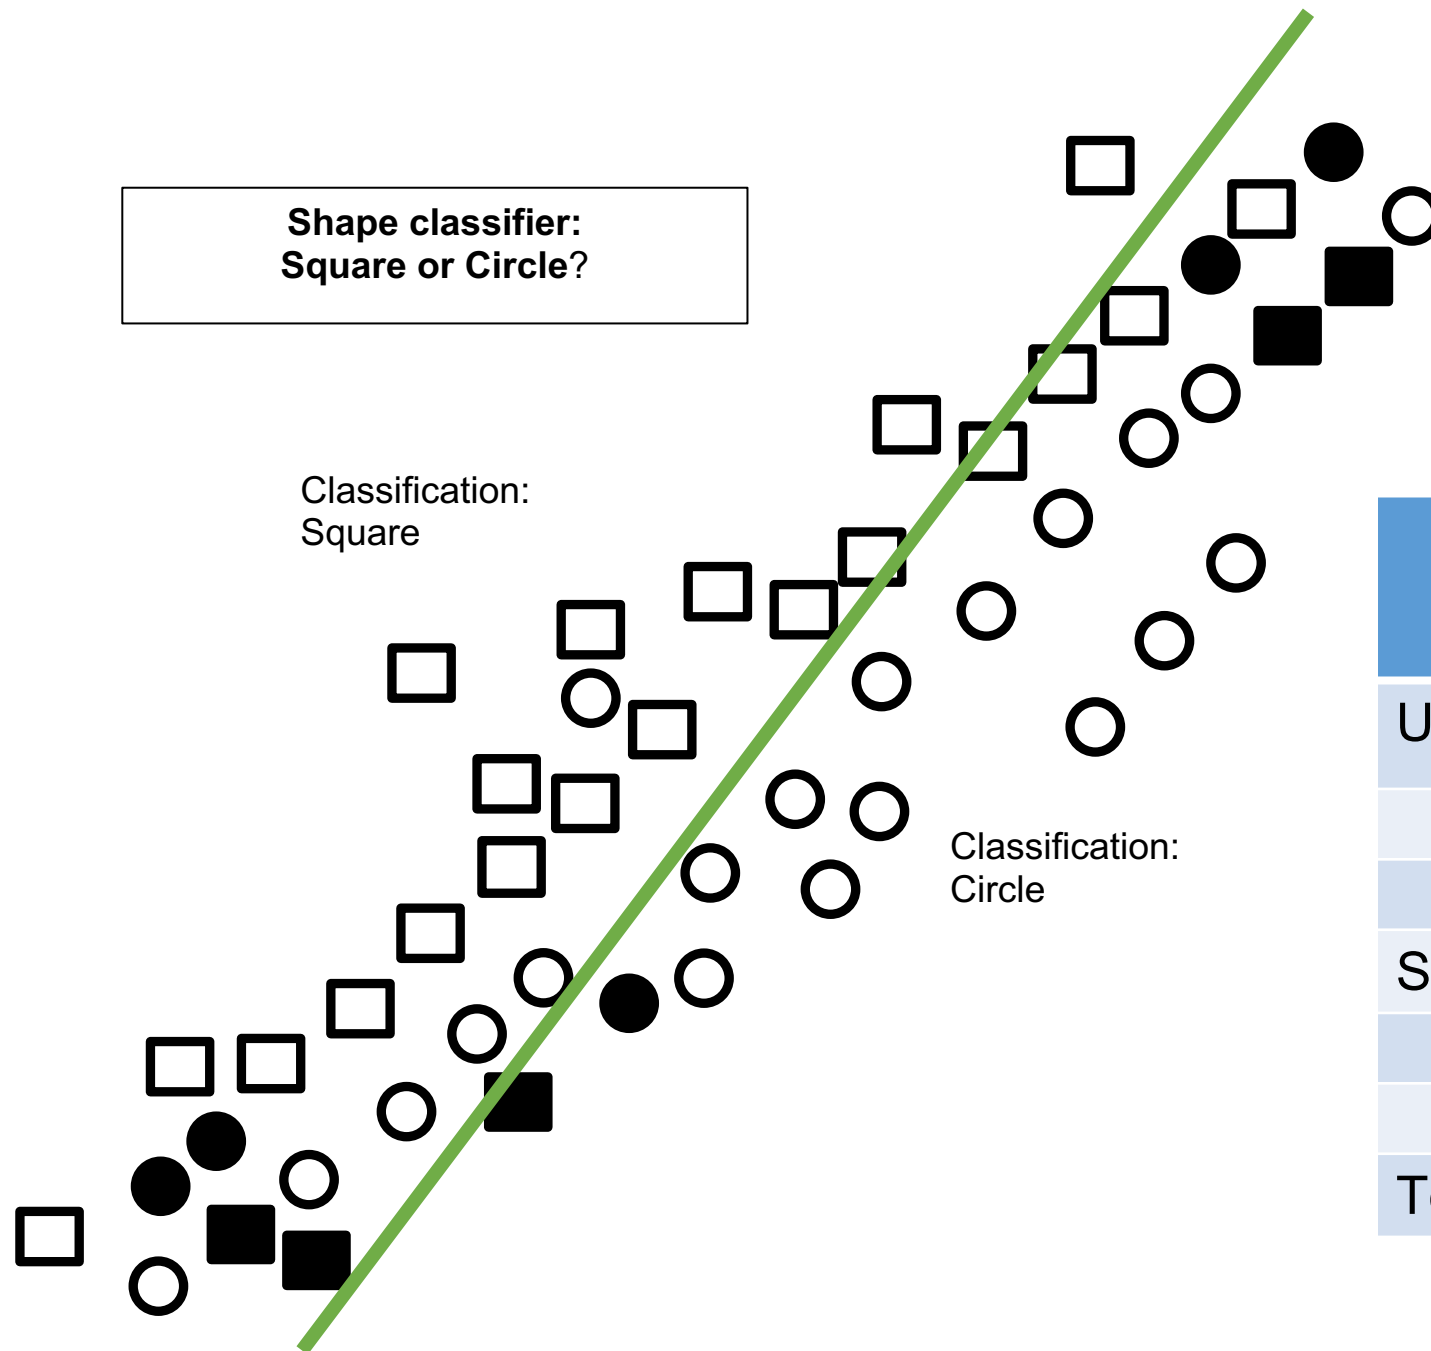 Shape classifier:
Square or Circle?
Classification:
Square
Classification:
Circle
U
S